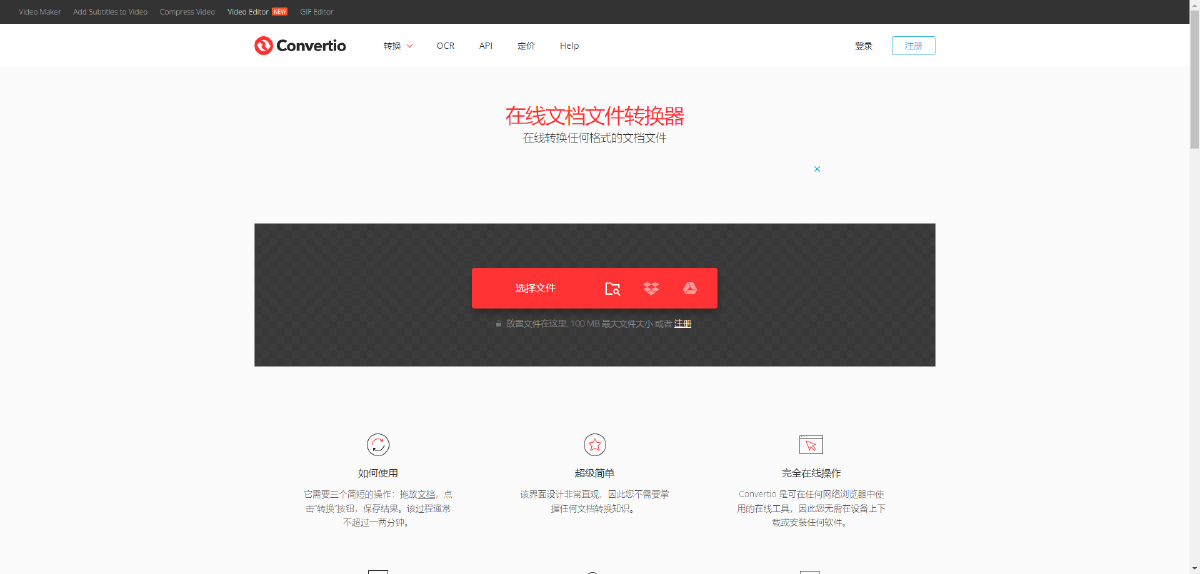 Video Maker Add Subtitles to Video Compress Video Video Editor NEW GIF Editor
Convertio 转换 OCR API 定价 Help 登录 注册
在线文档文件转换器
在线转换任何格式的文档文件
选择文件
放置文件在这里. 100 MB 最大文件大小 或者 注册
如何使用
它需要三个简短的操作：拖放文档，点
击“转换”按钮，保存结果。该过程通常
不超过一两分钟。
超级简单
该界面设计非常直观，因此您不需要掌
握任何文档转换知识。
完全在线操作
Convertio 是可在任何网络浏览器中使
用的在线工具，因此您无需在设备上下
载或安装任何软件。